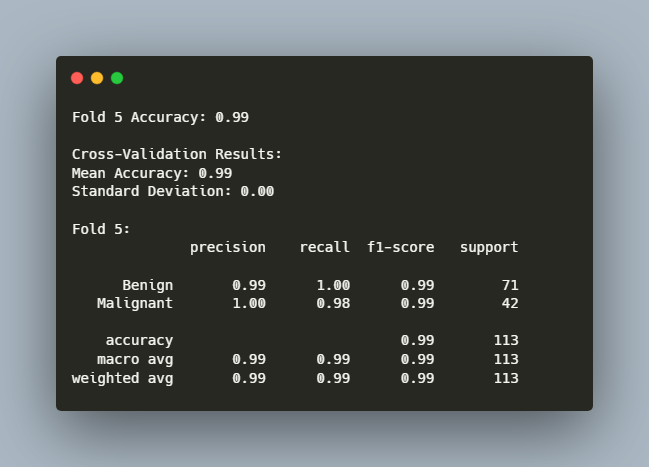 Fold 5 Accuracy: 0.99
Cross-Validation Results:
Mean Accuracy: 0.99
Standard Deviation: 0.00
Fold 5:
precision recall f1-score support
Benign 0.99 1.00 0.99 71
Malignant 1.00 0.98 0.99 42
accuracy 0.99 113
macro avg 0.99 0.99 0.99 113
weighted avg 0.99 0.99 0.99 113